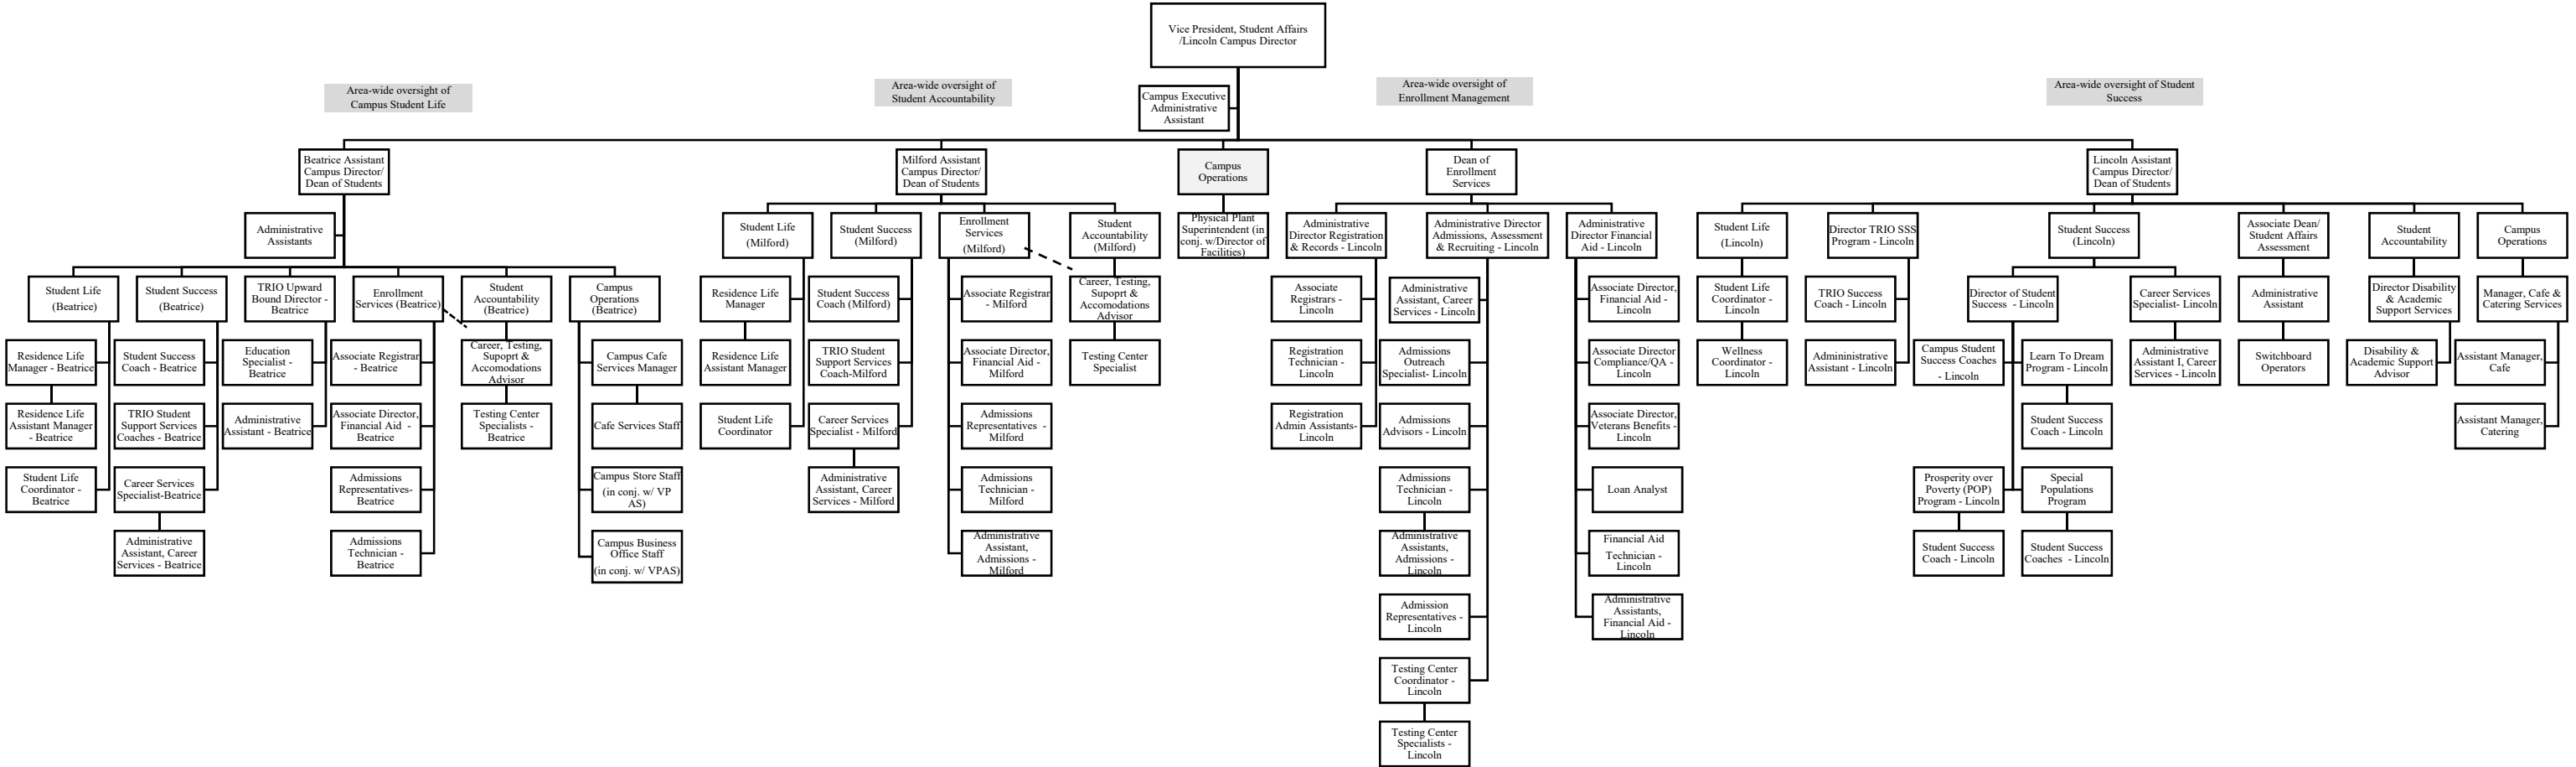 Vice President, Student Affairs
/Lincoln Campus Director
Area-wide oversight of
Campus Student Life
Area-wide oversight of
Student Accountability
Area-wide oversight of
Enrollment Management
Area-wide oversight of Student
Success
Campus Executive
Administrative
Assistant
Beatrice Assistant
Campus Director/
Dean of Students
Milford Assistant
Campus Director/
Dean of Students
Campus
Operations
Dean of
Enrollment
Services
Lincoln Assistant
Campus Director/
Dean of Students
Administrative
Assistants
Student Life
(Beatrice)
Student Success
(Beatrice)
TRIO Upward
Bound Director -
Beatrice
Enrollment
Services (Beatrice)
Student
Accountability
(Beatrice)
Campus
Operations
(Beatrice)
Residence Life
Manager - Beatrice
Residence Life
Assistant Manager
- Beatrice
Student Life
Coordinator -
Beatrice
Student Success
Coach - Beatrice
TRIO Student
Support Services
Coaches - Beatrice
Career Services
Specialist-Beatrice
Administrative
Assistant, Career
Services - Beatrice
Education
Specialist -
Beatrice
Administrative
Assistant - Beatrice
Associate Registrar
- Beatrice
Associate Director,
Financial Aid -
Beatrice
Admissions
Representatives-
Beatrice
Admissions
Technician -
Beatrice
Career, Testing,
Supoprt &
Accomodations
Advisor
Testing Center
Specialists -
Beatrice
Campus Cafe
Services Manager
Cafe Services Staff
Campus Store Staff
(in conj. w/ VP
AS)
Campus Business
Office Staff
(in conj. w/ VPAS)
Student Life
(Milford)
Student Success
(Milford)
Enrollment
Services
(Milford)
Student
Accountability
(Milford)
Residence Life
Manager
Residence Life
Assistant Manager
Student Life
Coordinator
Student Success
Coach (Milford)
TRIO Student
Support Services
Coach-Milford
Career Services
Specialist - Milford
Administrative
Assistant, Career
Services - Milford
Associate Registrar
- Milford
Associate Director,
Financial Aid -
Milford
Admissions
Representatives -
Milford
Admissions
Technician -
Milford
Administrative
Assistant,
Admissions -
Milford
Career, Testing,
Supoprt &
Accomodations
Advisor
Testing Center
Specialist
Physical Plant
Superintendent (in
conj. w/Director of
Facilities)
Administrative
Director Registration
& Records - Lincoln
Administrative Director
Admissions, Assessment
& Recruiting - Lincoln
Administrative
Director Financial
Aid - Lincoln
Associate
Registrars -
Lincoln
Registration
Technician -
Lincoln
Registration
Admin Assistants-
Lincoln
Administrative
Assistant, Career
Services - Lincoln
Admissions
Outreach
Specialist- Lincoln
Admissions
Advisors - Lincoln
Admissions
Technician -
Lincoln
Administrative
Assistants,
Admissions -
Lincoln
Admission
Representatives -
Lincoln
Testing Center
Coordinator -
Lincoln
Testing Center
Specialists -
Lincoln
Associate Director,
Financial Aid -
Lincoln
Associate Director
Compliance/QA -
Lincoln
Associate Director,
Veterans Benefits -
Lincoln
Loan Analyst
Financial Aid
Technician -
Lincoln
Administrative
Assistants,
Financial Aid -
Lincoln
Student Life
(Lincoln)
Director TRIO SSS
Program - Lincoln
Student Success
(Lincoln)
Associate Dean/
Student Affairs
Assessment
Student
Accountability
Campus
Operations
Student Life
Coordinator -
Lincoln
Wellness
Coordinator -
Lincoln
TRIO Success
Coach - Lincoln
Admininistrative
Assistant - Lincoln
Director of Student
Success - Lincoln
Career Services
Specialist- Lincoln
Campus Student
Success Coaches
- Lincoln
Learn To Dream
Program - Lincoln
Administrative
Assistant I, Career
Services - Lincoln
Student Success
Coach - Lincoln
Prosperity over
Poverty (POP)
Program - Lincoln
Special
Populations
Program
Student Success
Coach - Lincoln
Student Success
Coaches - Lincoln
Administrative
Assistant
Switchboard
Operators
Director Disability
& Academic
Support Services
Disability &
Academic Support
Advisor
Manager, Cafe &
Catering Services
Assistant Manager,
Cafe
Assistant Manager,
Catering